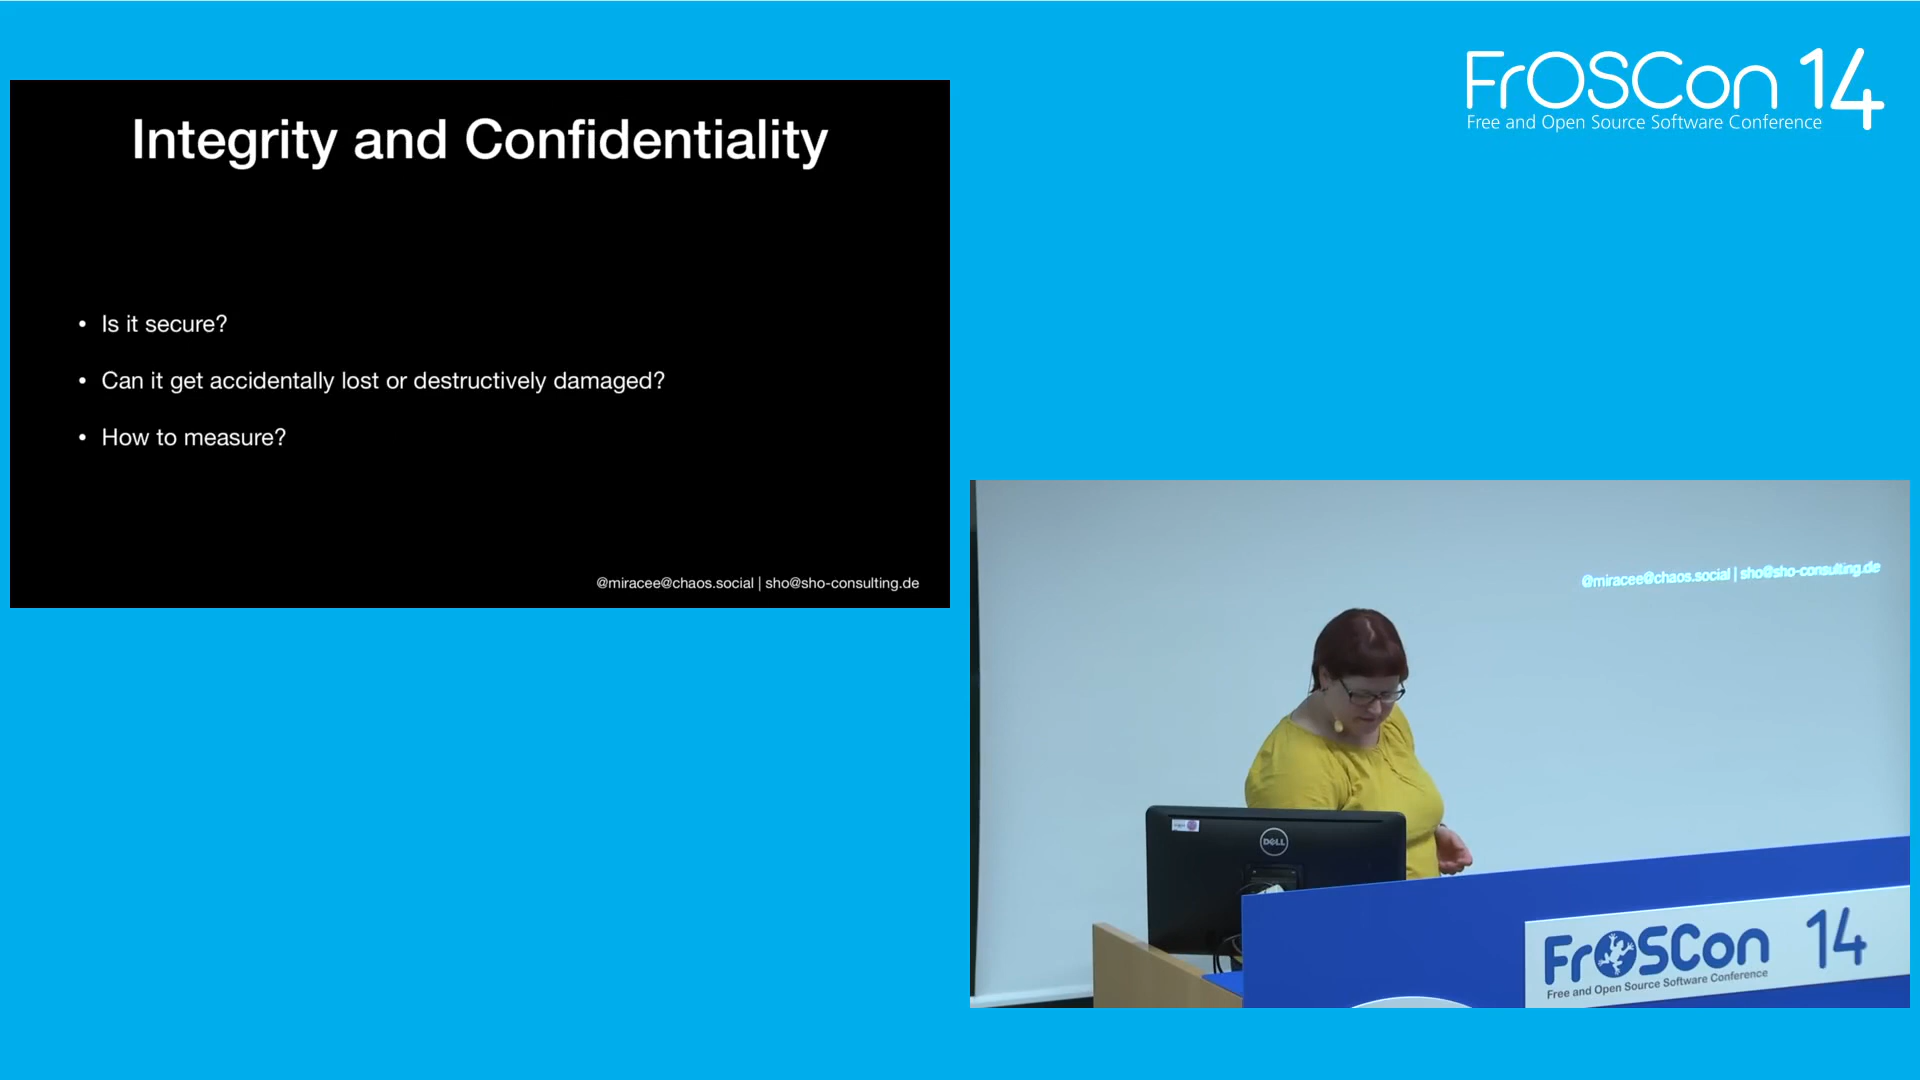 FrOSCon 14
Free and Open Source Software Conference
Integrity and Confidentiality
• Is it secure?
• Can it get accidentally lost or destructively damaged?
• How to measure?
@miracee@chaos.social | sho@sho-consulting.de
@miracee@chaos.social | sho@sho-consulting.de
DELL
FrOSCon 14
Free and Open Source Software Conference